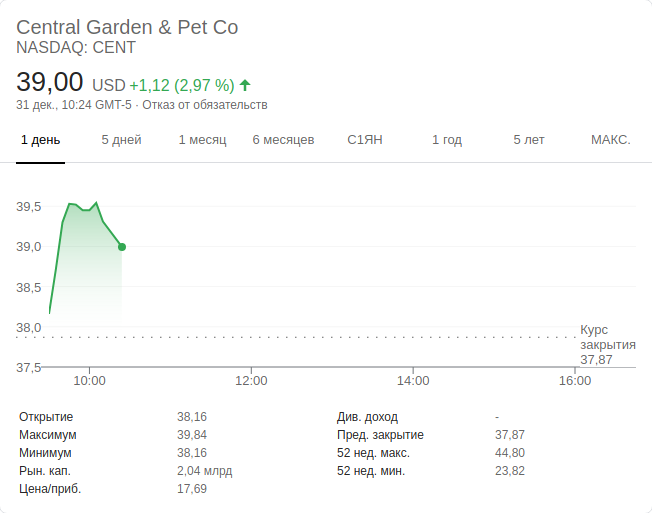 Central Garden & Pet Co
NASDAQ: CENT
39,00 USD +1,12 (2,97 %)
31 дек., 10:24 GMT-5 · Отказ от обязательств
1 день 5 дней 1 месяц 6 месяцев С1ЯН 1 год 5 лет МАКС.
39,5
39,0
38,5
38,0
37,5
Курс
закрытия
37,87
10:00 12:00 14:00 16:00
Открытие 38,16 Див. доход -
Максимум 39,84 Пред. закрытие 37,87
Минимум 38,16 52 нед. макс. 44,80
Рын. кап. 2,04 млрд 52 нед. мин. 23,82
Цена/приб. 17,69